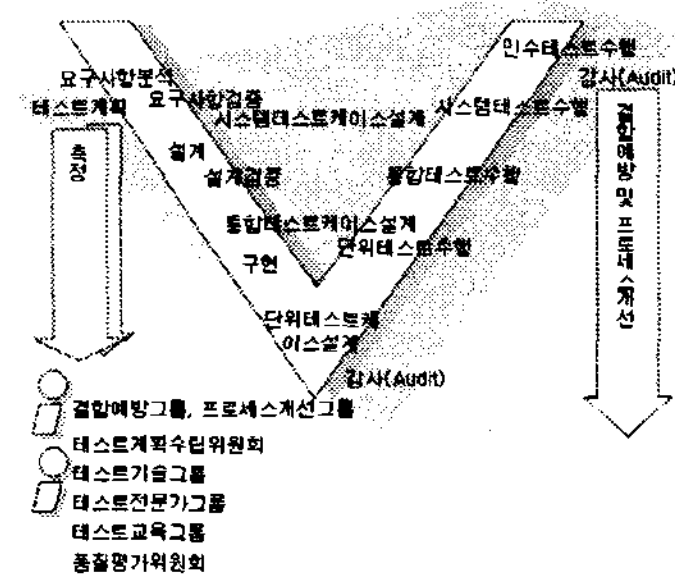 인수테스트수행
요구사항분석
감사(Audit)
테스트계획
요구사항검증
시스템테스트케이스설계
시스템테스트수행
측정
설계
설계검증
통합테스트수행
결함예방 및 프로세스개선
통합테스트케이스설계
단위테스트수행
구현
단위테스트케
이스설계
감사(Audit)
결함예방그룹, 프로세스개선그룹
테스트계획수립위원회
테스트기술그룹
테스트전문가그룹
테스트교육그룹
품질평가위원회